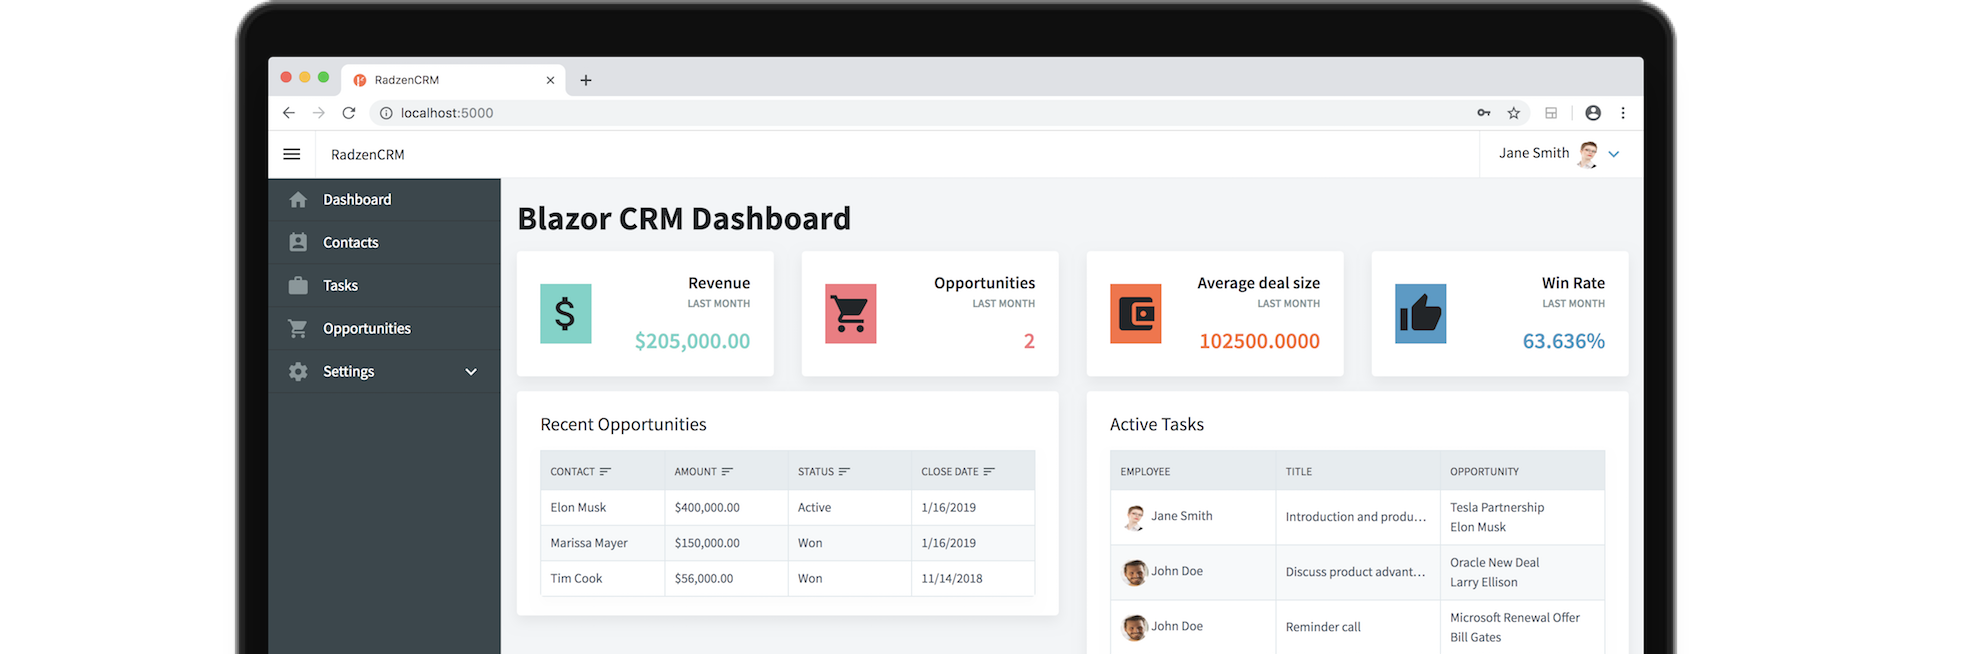 RadzenCRM
localhost:5000
RadzenCRM
Jane Smith
Dashboard
Contacts
Tasks
Opportunities
Settings
Blazor CRM Dashboard
Revenue
LAST MONTH
$205,000.00
Opportunities
LAST MONTH
2
Average deal size
LAST MONTH
102500.0000
Win Rate
LAST MONTH
63.636%
Recent Opportunities
CONTACT AMOUNT STATUS CLOSE DATE
Elon Musk $400,000.00 Active 1/16/2019
Marissa Mayer $150,000.00 Won 1/16/2019
Tim Cook $56,000.00 Won 11/14/2018
Active Tasks
EMPLOYEE TITLE OPPORTUNITY
Jane Smith Introduction and produ... Tesla Partnership
Elon Musk
John Doe Discuss product advant... Oracle New Deal
Larry Ellison
John Doe Reminder call Microsoft Renewal Offer
Bill Gates